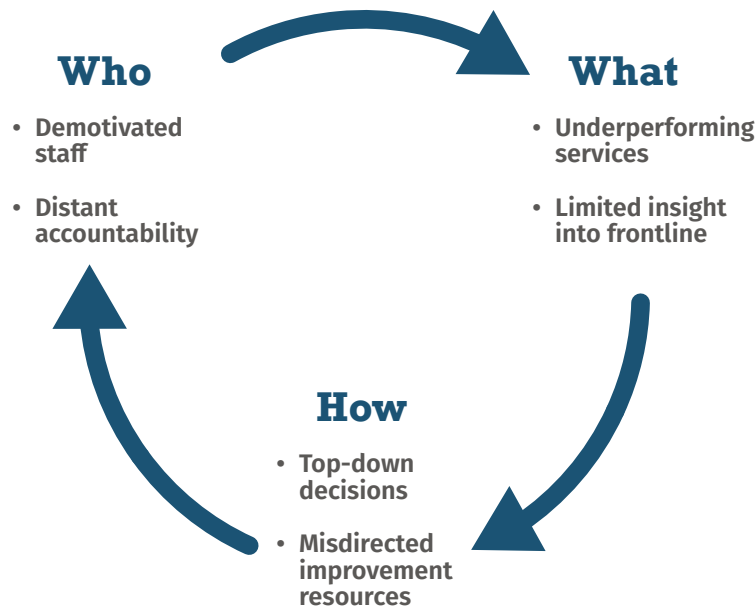 Who
• Demotivated
staff
• Distant
accountability
What
• Underperforming
services
• Limited insight
into frontline
How
• Top-down
decisions
• Misdirected
improvement
resources